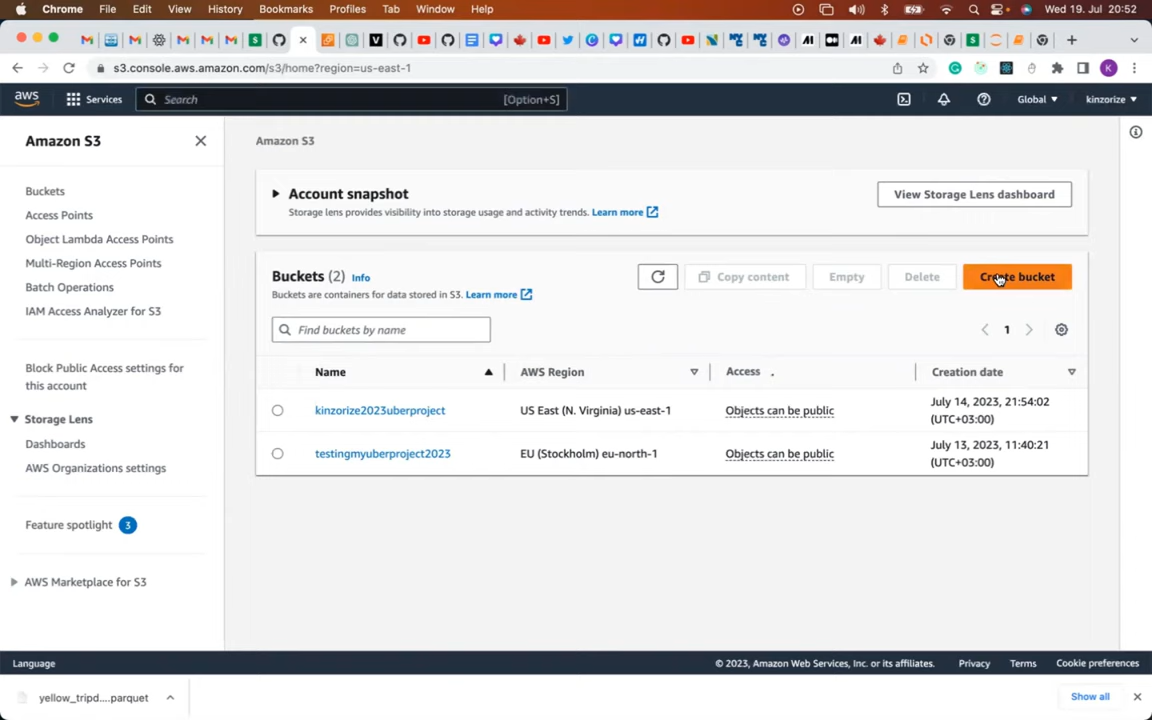 Chrome File Edit View History Bookmarks Profiles Tab Window Help Wed 19. Jul 20:52
s3.console.aws.amazon.com/s3/home?region=us-east-1
aws Services Search [Option+S] Global kinzorize
Amazon S3
Buckets
Access Points
Object Lambda Access Points
Multi-Region Access Points
Batch Operations
IAM Access Analyzer for S3
Block Public Access settings for
this account
Storage Lens
Dashboards
AWS Organizations settings
Feature spotlight 3
AWS Marketplace for S3
Amazon S3
Account snapshot
Storage lens provides visibility into storage usage and activity trends. Learn more
View Storage Lens dashboard
Buckets (2) Info
Buckets are containers for data stored in S3. Learn more
Copy content Empty Delete Create bucket
Find buckets by name
1
Name AWS Region Access Creation date
kinzorize2023uberproject US East (N. Virginia) us-east-1 Objects can be public July 14, 2023, 21:54:02
(UTC+03:00)
testingmyuberproject2023 EU (Stockholm) eu-north-1 Objects can be public July 13, 2023, 11:40:21
(UTC+03:00)
Language © 2023, Amazon Web Services, Inc. or its affiliates. Privacy Terms Cookie preferences
yellow_tripd....parquet Show all